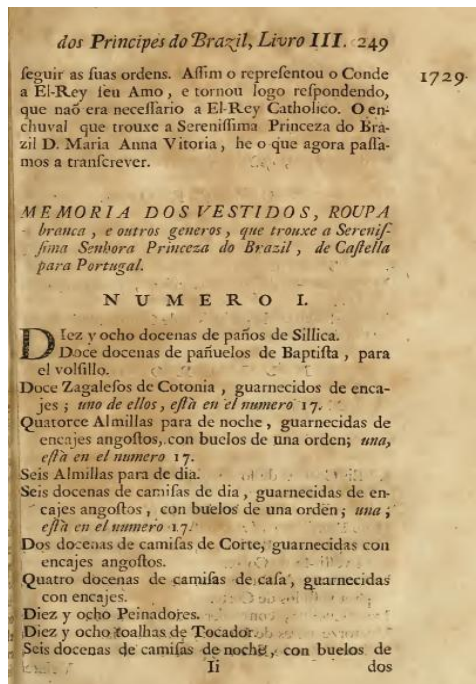 dos Principes do Brazil, Livro III. 249
ſeguir as ſuas ordens. Aſſim o repreſentou o Conde 1729
a El-Rey ſeu Amo, e tornou logo reſpondendo,
que naõ era neceſſario a El-Rey Catholico. O en-
chuval que trouxe a Sereniſſima Princeza do Bra-
zil D. Maria Anna Vitoria, he o que agora paſſa-
mos a tranſcrever.
MEMORIA DOS VESTIDOS, ROUPA
branca, e outros generos, que trouxe a Sereniſ-
ſima Senhora Princeza do Brazil, de Caſtella
para Portugal.
NUMERO I.
DIez y ocho docenas de paños de Sillica.
Doce docenas de pañuelos de Baptiſta, para
el volſillo.
Doce Zagaleſos de Cotonia, guarnecidos de enca-
jes; uno de ellos, eſtà en el numero 17.
Quatorce Almillas para de noche, guarnecidas de
encajes angoſtos, con buelos de una orden; una,
eſtà en el numero 17.
Seis Almillas para de dia.
Seis docenas de camiſas de dia, guarnecidas de en-
cajes angoſtos, con buelos de una orden; una;
eſtà en el numero 17.
Dos docenas de camiſas de Corte, guarnecidas con
encajes angoſtos.
Quatro docenas de camiſas de caſa, guarnecidas
con encajes.
Diez y ocho Peinadores.
Diez y ocho toalhas de Tocador.
Seis docenas de camiſas de noche, con buelos de
Ii dos